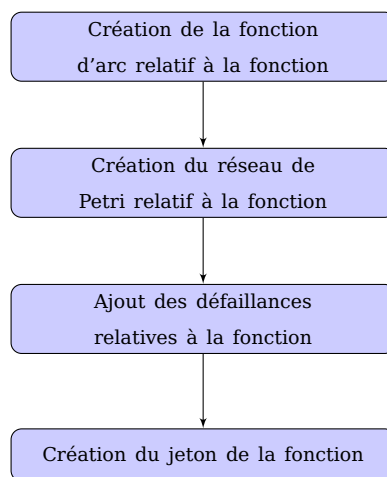 Création de la fonction
d'arc relatif à la fonction
Création du réseau de
Petri relatif à la fonction
Ajout des défaillances
relatives à la fonction
Création du jeton de la fonction